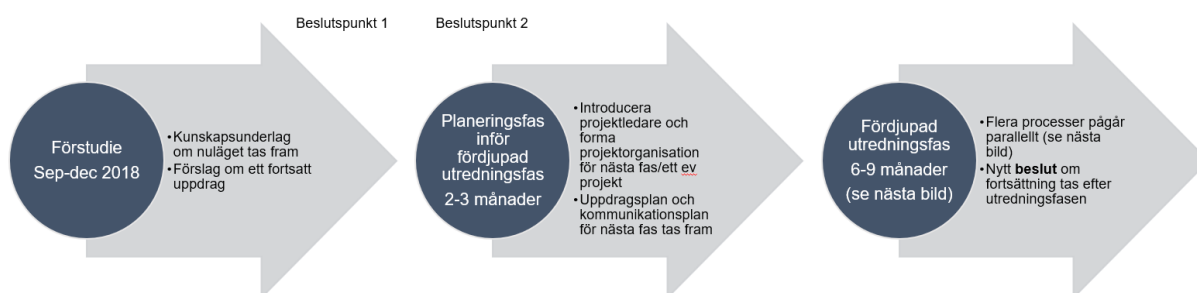 Beslutspunkt 1
Beslutspunkt 2
Förstudie
Sep-dec 2018
•Kunskapsunderlag
om nuläget tas fram
•Förslag om ett fortsatt
uppdrag
Planeringsfas
inför
fördjupad
utredningsfas
2-3 månader
•Introducera
projektledare och
forma
projektorganisation
för nästa fas/ett ev
projekt
•Uppdragsplan och
kommunikationsplan
för nästa fas tas fram
Fördjupad
utredningsfas
6-9 månader
(se nästa bild)
•Flera processer pågår
parallellt (se nästa
bild)
•Nytt beslut om
fortsättning tas efter
utredningsfasen